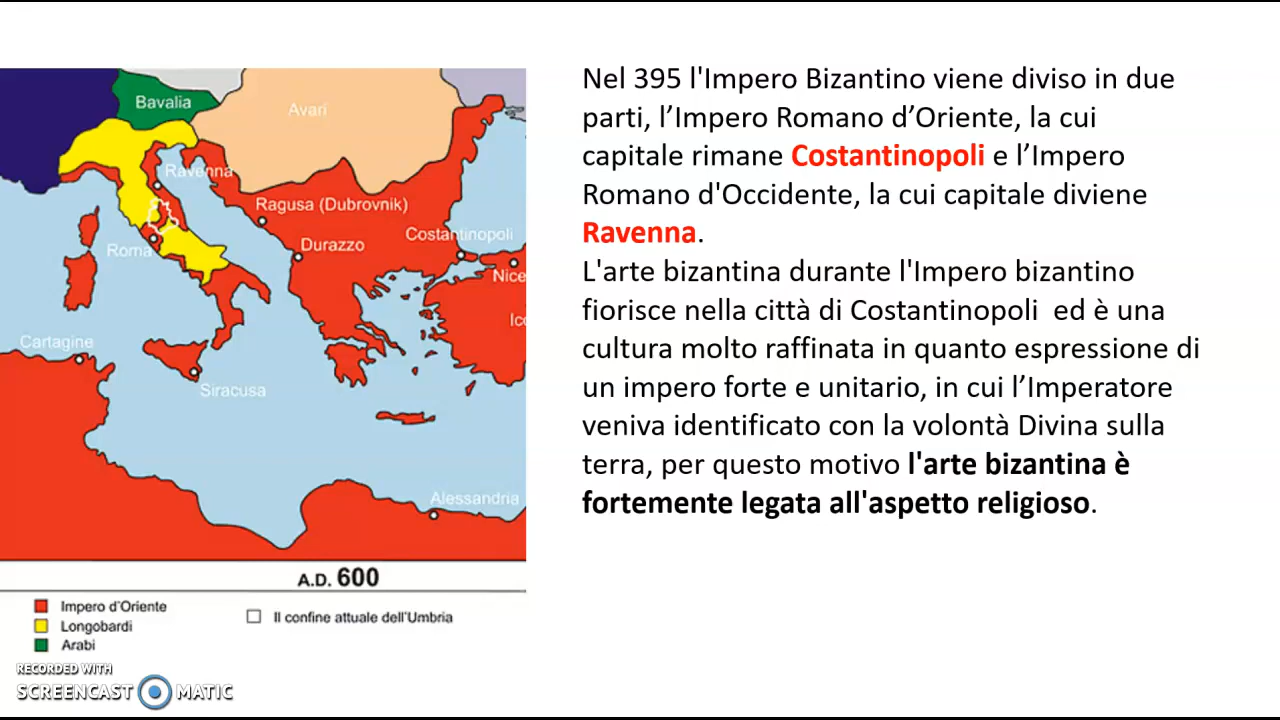 Nel 395 l'Impero Bizantino viene diviso in due
parti, l’Impero Romano d’Oriente, la cui
capitale rimane Costantinopoli e l’Impero
Romano d'Occidente, la cui capitale diviene
Ravenna.
L'arte bizantina durante l'Impero bizantino
fiorisce nella città di Costantinopoli ed è una
cultura molto raffinata in quanto espressione di
un impero forte e unitario, in cui l’Imperatore
veniva identificato con la volontà Divina sulla
terra, per questo motivo l'arte bizantina è
fortemente legata all'aspetto religioso.
Bavalia
Avari
Ravenna
Ragusa (Dubrovnik)
Costantinopoli
Durazzo
Roma
Nice
Ico
Cartagine
Siracusa
Alessandria
A.D. 600
Impero d'Oriente
Longobardi
Arabi
Il confine attuale dell'Umbria
RECORDED WITH
SCREENCAST MATIC